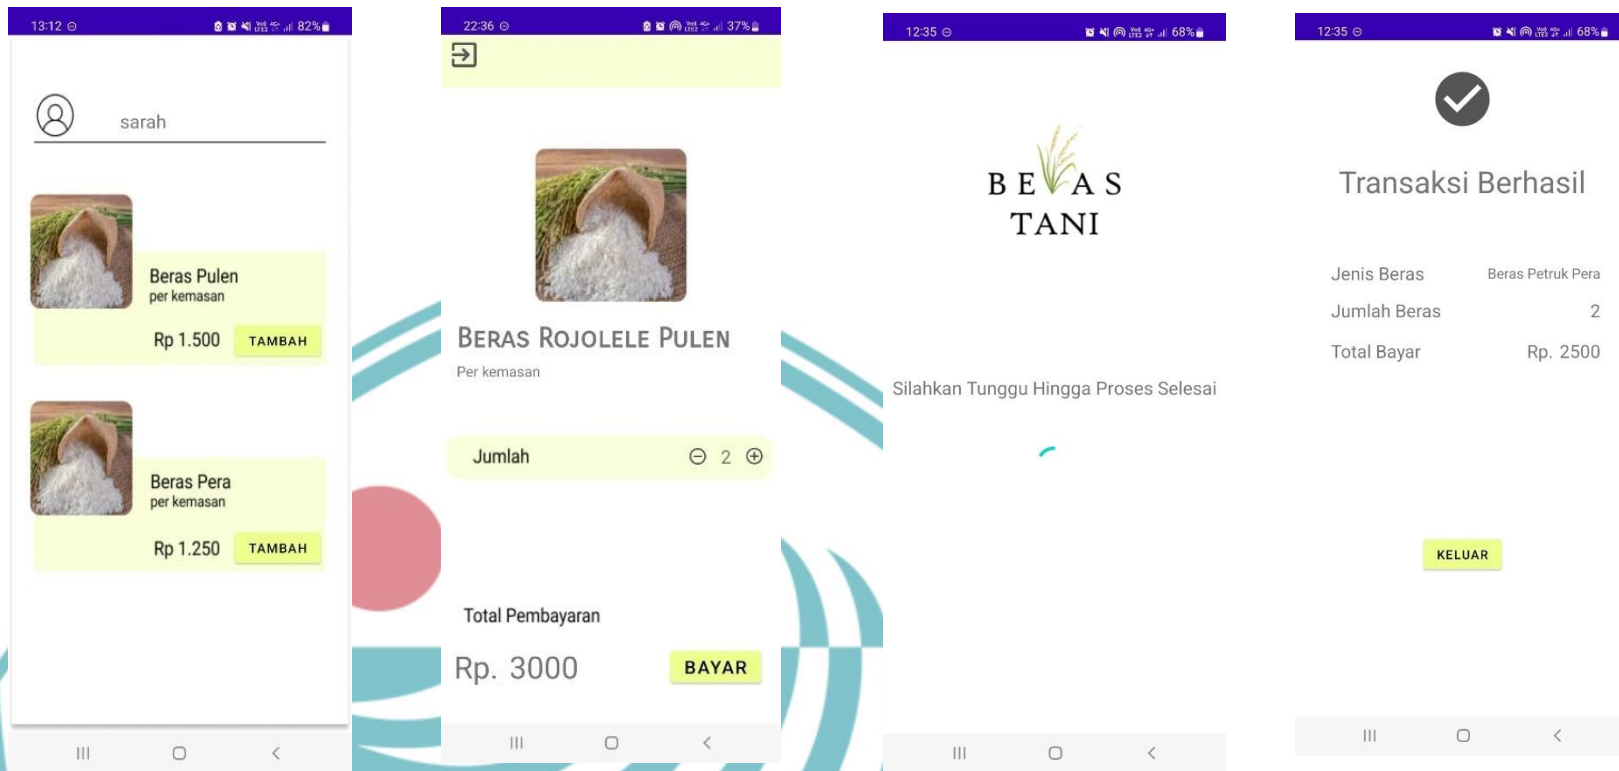 13:12 82%
sarah
Beras Pulen
per kemasan
Rp 1.500 TAMBAH
Beras Pera
per kemasan
Rp 1.250 TAMBAH
22:36 37%
BERAS ROJOLELE PULEN
Per kemasan
Jumlah 2
Total Pembayaran
Rp. 3000 BAYAR
12:35 68%
BERAS
TANI
Silahkan Tunggu Hingga Proses Selesai
12:35 68%
Transaksi Berhasil
Jenis Beras Beras Petruk Pera
Jumlah Beras 2
Total Bayar Rp. 2500
KELUAR